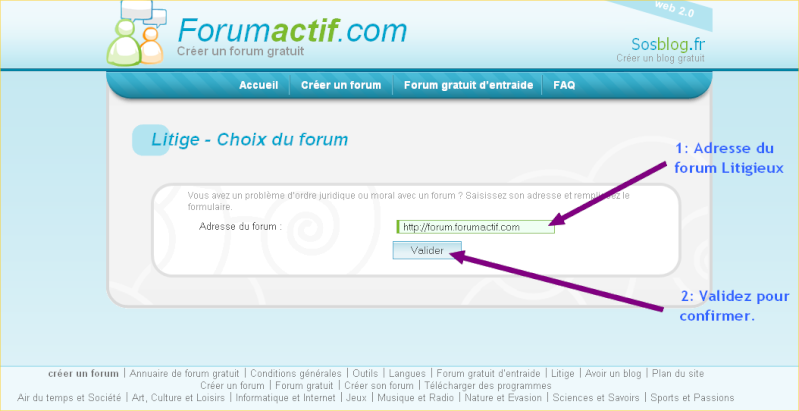 web 2.0
Forumactif.com
Créer un forum gratuit
Sosblog.fr
Créer un blog gratuit
Accueil | Créer un forum | Forum gratuit d'entraide | FAQ
Litige - Choix du forum
1: Adresse du
forum Litigieux
Vous avez un problème d'ordre juridique ou moral avec un forum ? Saisissez son adresse et remplissez le
formulaire.
Adresse du forum :
http://forum.forumactif.com
Valider
2: Validez pour
confirmer.
créer un forum | Annuaire de forum gratuit | Conditions générales | Outils | Langues | Forum gratuit d'entraide | Litige | Avoir un blog | Plan du site
Créer un forum | Forum gratuit | Créer son forum | Télécharger des programmes
Air du temps et Société | Art, Culture et Loisirs | Informatique et Internet | Jeux | Musique et Radio | Nature et Evasion | Sciences et Savoirs | Sports et Passions